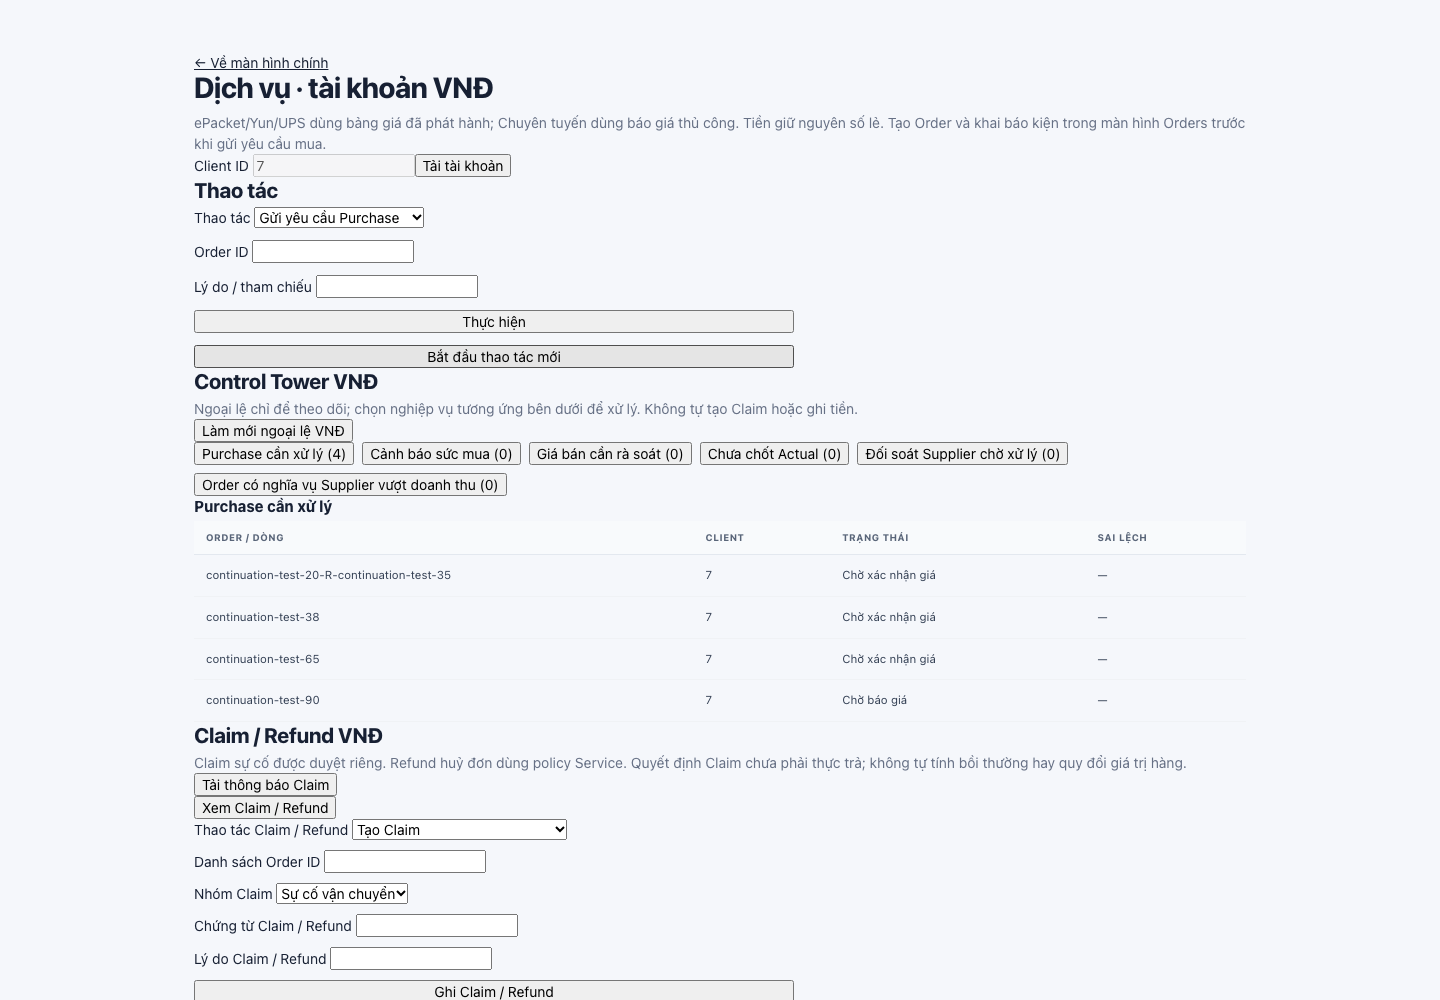 ← Về màn hình chính
Dịch vụ · tài khoản VNĐ
ePacket/Yun/UPS dùng bảng giá đã phát hành; Chuyên tuyến dùng báo giá thủ công. Tiền giữ nguyên số lẻ. Tạo Order và khai báo kiện trong màn hình Orders trước
khi gửi yêu cầu mua.
Client ID 7 Tải tài khoản
Thao tác
Thao tác Gửi yêu cầu Purchase
Order ID
Lý do / tham chiếu
Thực hiện
Bắt đầu thao tác mới
Control Tower VNĐ
Ngoại lệ chỉ để theo dõi; chọn nghiệp vụ tương ứng bên dưới để xử lý. Không tự tạo Claim hoặc ghi tiền.
Làm mới ngoại lệ VNĐ
Purchase cần xử lý (4) Cảnh báo sức mua (0) Giá bán cần rà soát (0) Chưa chốt Actual (0) Đối soát Supplier chờ xử lý (0)
Order có nghĩa vụ Supplier vượt doanh thu (0)
Purchase cần xử lý
ORDER / DÒNG CLIENT TRẠNG THÁI SAI LỆCH
continuation-test-20-R-continuation-test-35 7 Chờ xác nhận giá —
continuation-test-38 7 Chờ xác nhận giá —
continuation-test-65 7 Chờ xác nhận giá —
continuation-test-90 7 Chờ báo giá —
Claim / Refund VNĐ
Claim sự cố được duyệt riêng. Refund huỷ đơn dùng policy Service. Quyết định Claim chưa phải thực trả; không tự tính bồi thường hay quy đổi giá trị hàng.
Tải thông báo Claim
Xem Claim / Refund
Thao tác Claim / Refund Tạo Claim
Danh sách Order ID
Nhóm Claim Sự cố vận chuyển
Chứng từ Claim / Refund
Lý do Claim / Refund
Ghi Claim / Refund